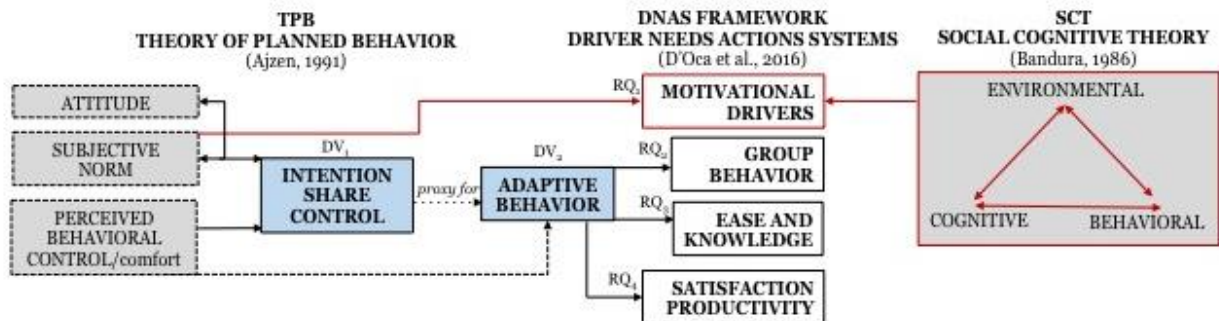 TPB
THEORY OF PLANNED BEHAVIOR
(Ajzen, 1991)
ATTITUDE
SUBJECTIVE
NORM
PERCEIVED
BEHAVIORAL
CONTROL/comfort
DV1
INTENTION
SHARE
CONTROL
proxy for
DV2
ADAPTIVE
BEHAVIOR
DNAS FRAMEWORK
DRIVER NEEDS ACTIONS SYSTEMS
(D'Oca et al., 2016)
RQ1
MOTIVATIONAL
DRIVERS
RQ2
GROUP
BEHAVIOR
RQ3
EASE AND
KNOWLEDGE
RQ4
SATISFACTION
PRODUCTIVITY
SCT
SOCIAL COGNITIVE THEORY
(Bandura, 1986)
ENVIRONMENTAL
COGNITIVE
BEHAVIORAL